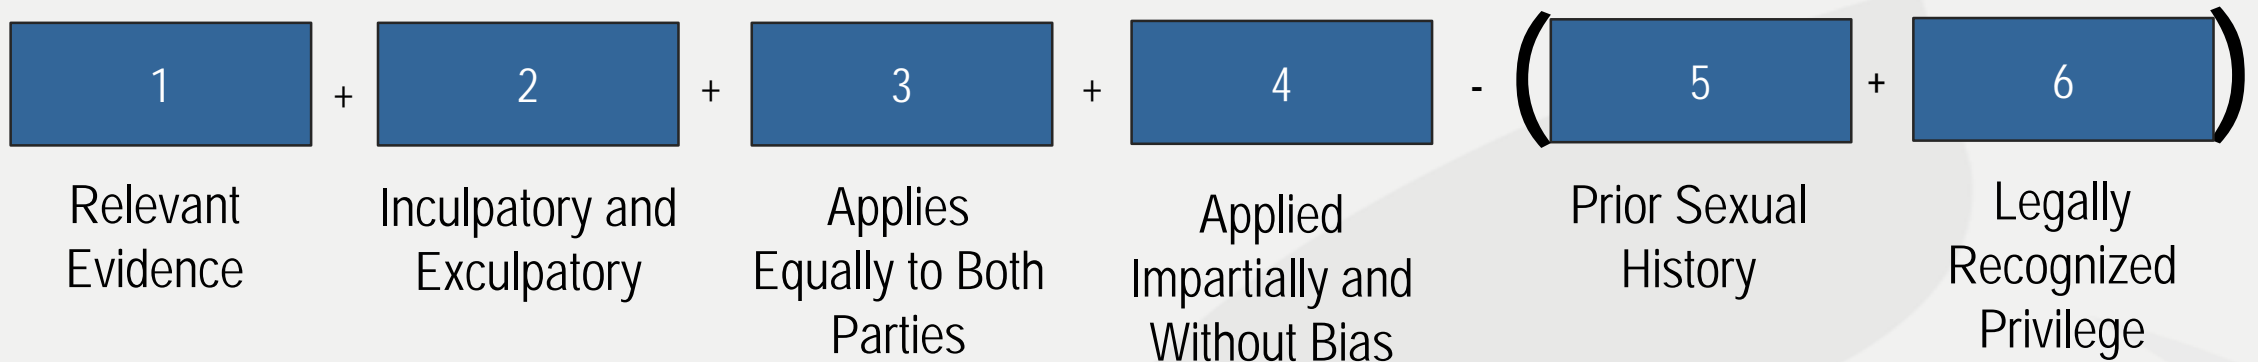 1 + 2 + 3 + 4 - ( 5 + 6 )
Relevant
Evidence
Inculpatory and
Exculpatory
Applies
Equally to Both
Parties
Applied
Impartially and
Without Bias
Prior Sexual
History
Legally
Recognized
Privilege